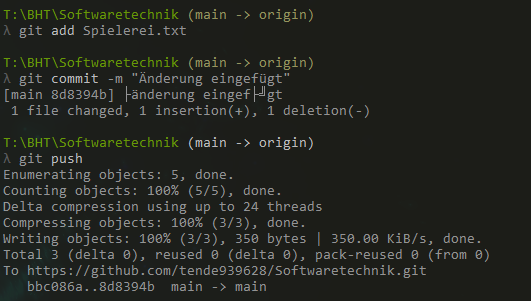 T:\BHT\Softwaretechnik (main -> origin)
λ git add Spielerei.txt
T:\BHT\Softwaretechnik (main -> origin)
λ git commit -m "Änderung eingefügt"
[main 8d8394b] ├änderung eingef├╝gt
1 file changed, 1 insertion(+), 1 deletion(-)
T:\BHT\Softwaretechnik (main -> origin)
λ git push
Enumerating objects: 5, done.
Counting objects: 100% (5/5), done.
Delta compression using up to 24 threads
Compressing objects: 100% (3/3), done.
Writing objects: 100% (3/3), 350 bytes | 350.00 KiB/s, done.
Total 3 (delta 0), reused 0 (delta 0), pack-reused 0 (from 0)
To https://github.com/tende939628/Softwaretechnik.git
bbc086a..8d8394b  main -> main